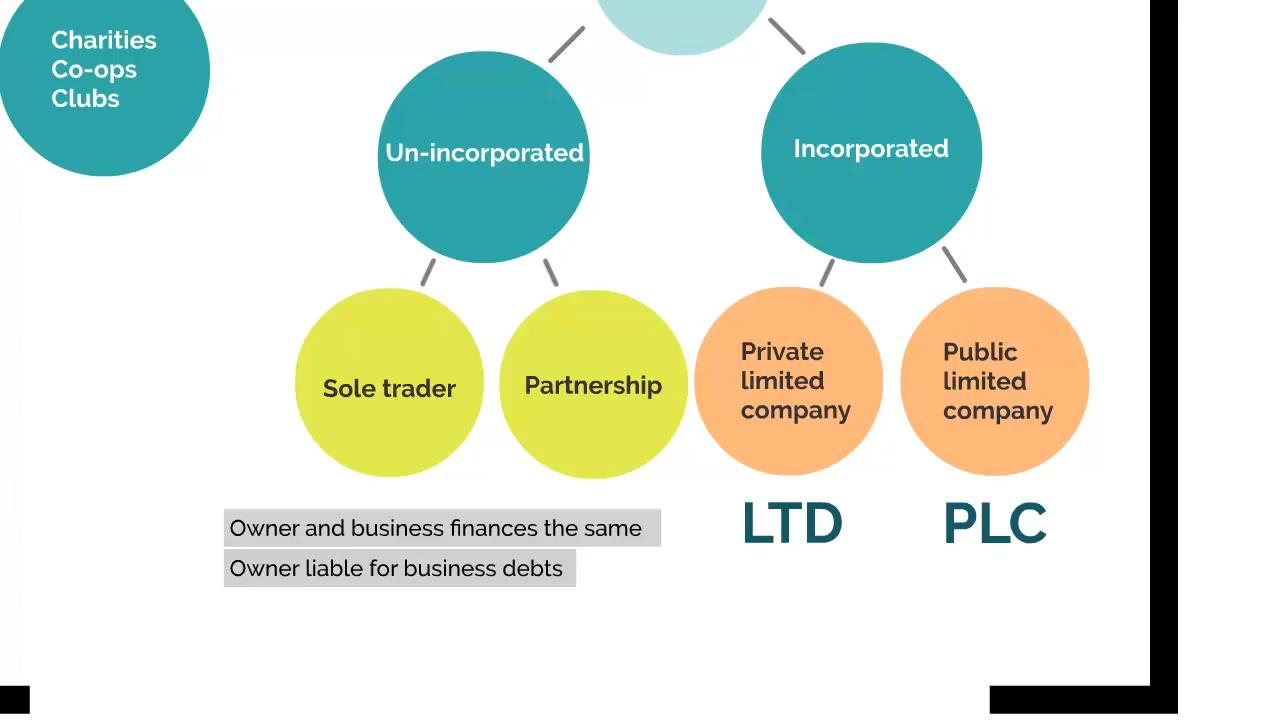 Charities
Co-ops
Clubs
Un-incorporated
Incorporated
Sole trader
Partnership
Private
limited
company
Public
limited
company
LTD
PLC
Owner and business finances the same
Owner liable for business debts